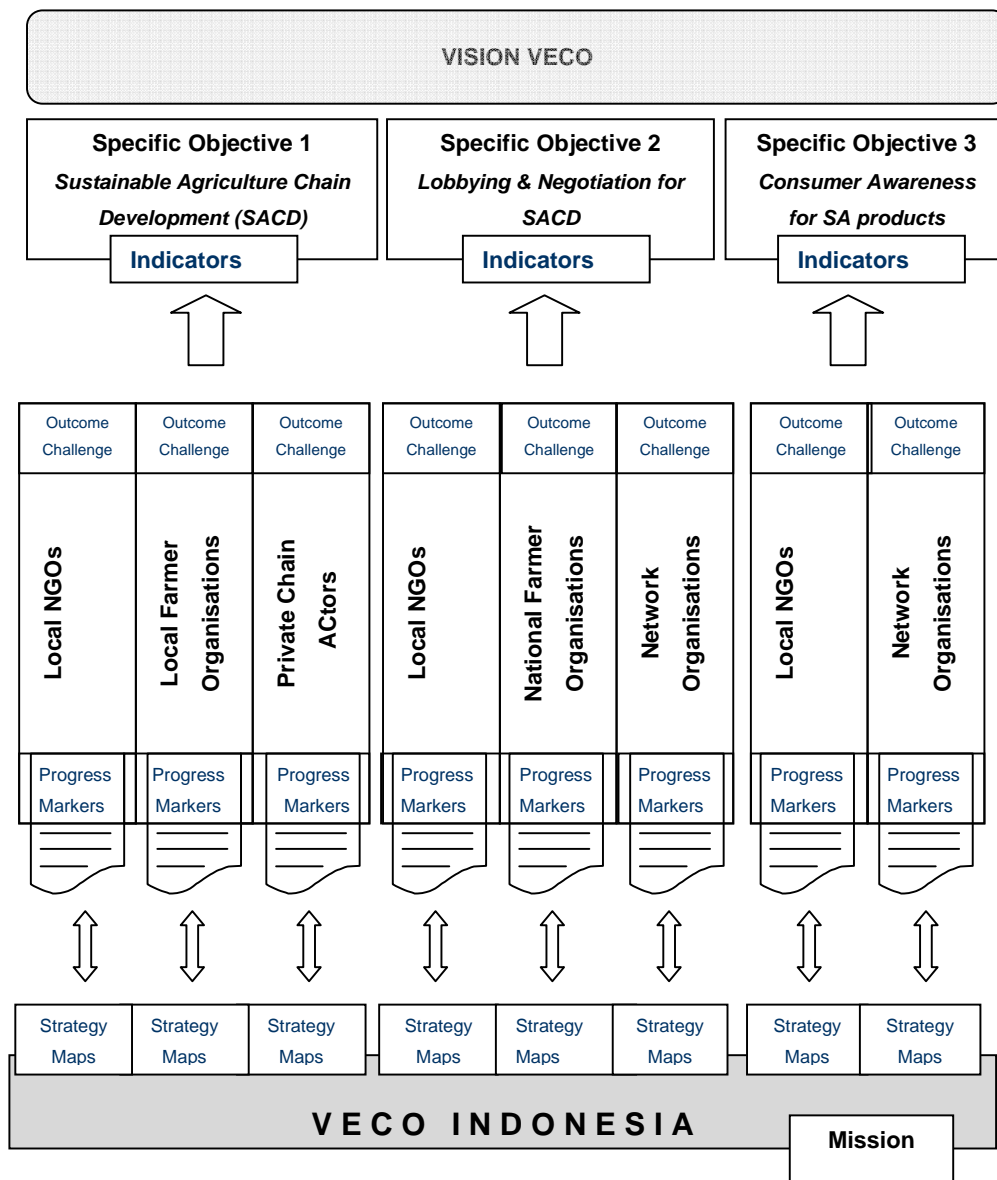 VISION VECO
Specific Objective 1
Sustainable Agriculture Chain
Development (SACD)
Indicators
Specific Objective 2
Lobbying & Negotiation for
SACD
Indicators
Specific Objective 3
Consumer Awareness
for SA products
Indicators
Outcome
Challenge
Outcome
Challenge
Outcome
Challenge
Outcome
Challenge
Outcome
Challenge
Outcome
Challenge
Outcome
Challenge
Outcome
Challenge
Local NGOs
Local Farmer
Organisations
Private Chain
ACtors
Local NGOs
National Farmer
Organisations
Network
Organisations
Local NGOs
Network
Organisations
Progress
Markers
Progress
Markers
Progress
Markers
Progress
Markers
Progress
Markers
Progress
Markers
Progress
Markers
Progress
Markers
Strategy
Maps
Strategy
Maps
Strategy
Maps
Strategy
Maps
Strategy
Maps
Strategy
Maps
Strategy
Maps
Strategy
Maps
VECO INDONESIA
Mission